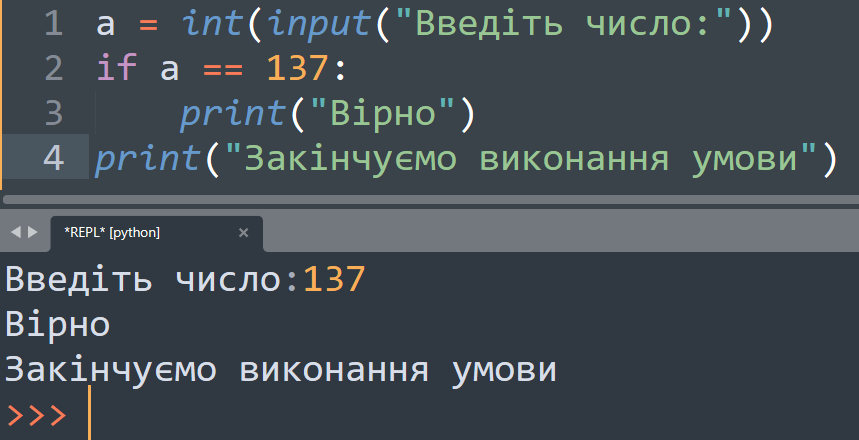 1 a = int(input("Введіть число:"))
2 if a == 137:
3     print("Вірно")
4 print("Закінчуємо виконання умови")
*REPL* [python] ×
Введіть число:137
Вірно
Закінчуємо виконання умови
>>>